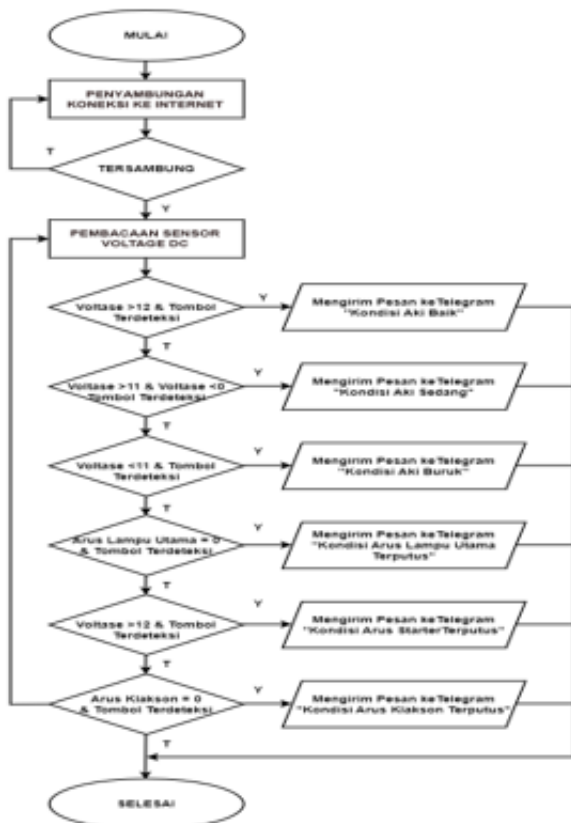 MULAI
PENYAMBUNGAN
KONEKSI KE INTERNET
T
TERSAMBUNG
Y
PEMBACAAN SENSOR
VOLTAGE DC
Voltase >12 & Tombol
Terdeteksi
Y
Mengirim Pesan keTelegram
"Kondisi Aki Baik"
T
Voltase >11 & Voltase <0
Tombol Terdeteksi
Y
Mengirim Pesan keTelegram
"Kondisi Aki Sedang"
T
Voltase <11 & Tombol
Terdeteksi
Y
Mengirim Pesan keTelegram
"Kondisi Aki Buruk"
T
Arus Lampu Utama = 0
& Tombol Terdeteksi
Y
Mengirim Pesan keTelegram
"Kondisi Arus Lampu Utama
Terputus"
T
Voltase >12 & Tombol
Terdeteksi
Y
Mengirim Pesan keTelegram
"Kondisi Arus StarterTerputus"
T
Arus Klakson = 0
& Tombol Terdeteksi
Y
Mengirim Pesan keTelegram
"Kondisi Arus Klakson Terputus"
T
SELESAI